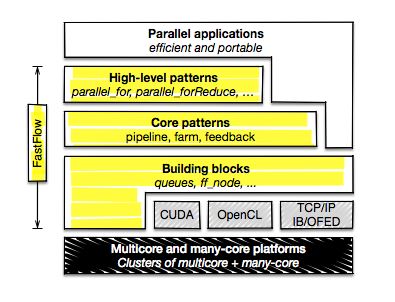 Parallel applications
efficient and portable
High-level patterns
parallel_for, parallel_forReduce, ...
Core patterns
pipeline, farm, feedback
FastFlow
Building blocks
queues, ff_node, ...
CUDA
OpenCL
TCP/IP
IB/OFED
Multicore and many-core platforms
Clusters of multicore + many-core